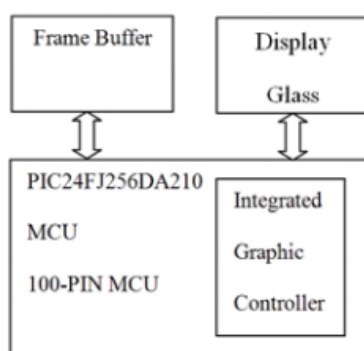 Frame Buffer
Display
Glass
PIC24FJ256DA210
MCU
100-PIN MCU
Integrated
Graphic
Controller